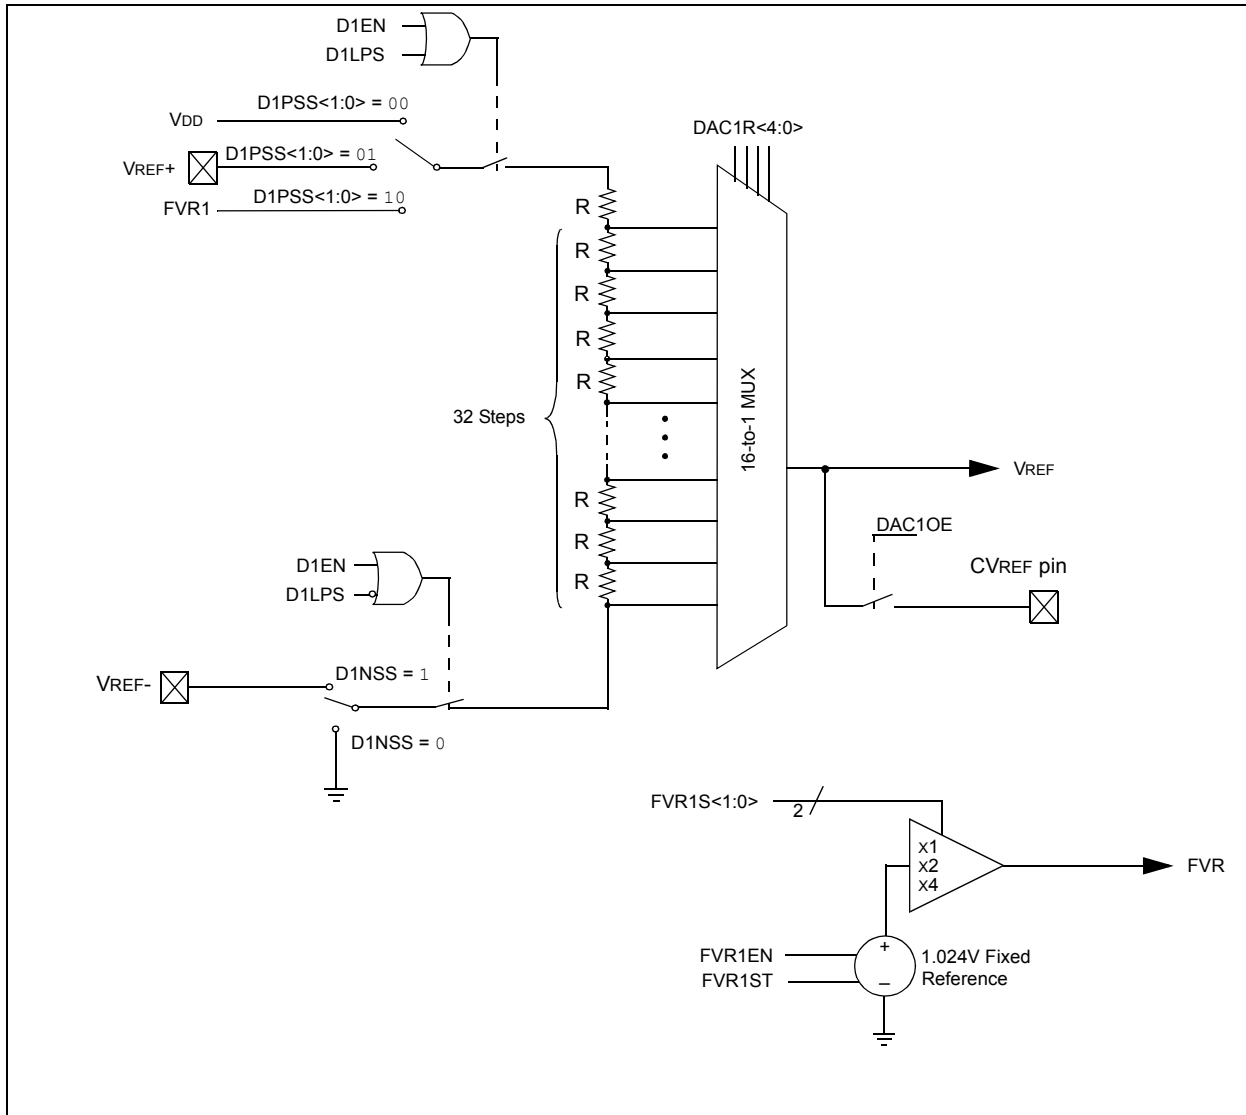 D1EN
D1LPS
D1PSS<1:0> = 00
VDD
DAC1R<4:0>
D1PSS<1:0> = 01
VREF+
D1PSS<1:0> = 10
FVR1
R
R
R
R
R
32 Steps
16-to-1 MUX
VREF
R
DAC1OE
R
D1EN
CVREF pin
R
D1LPS
D1NSS = 1
VREF-
D1NSS = 0
FVR1S<1:0>
2
x1
x2
x4
FVR
+
FVR1EN
1.024V Fixed
Reference
FVR1ST
–